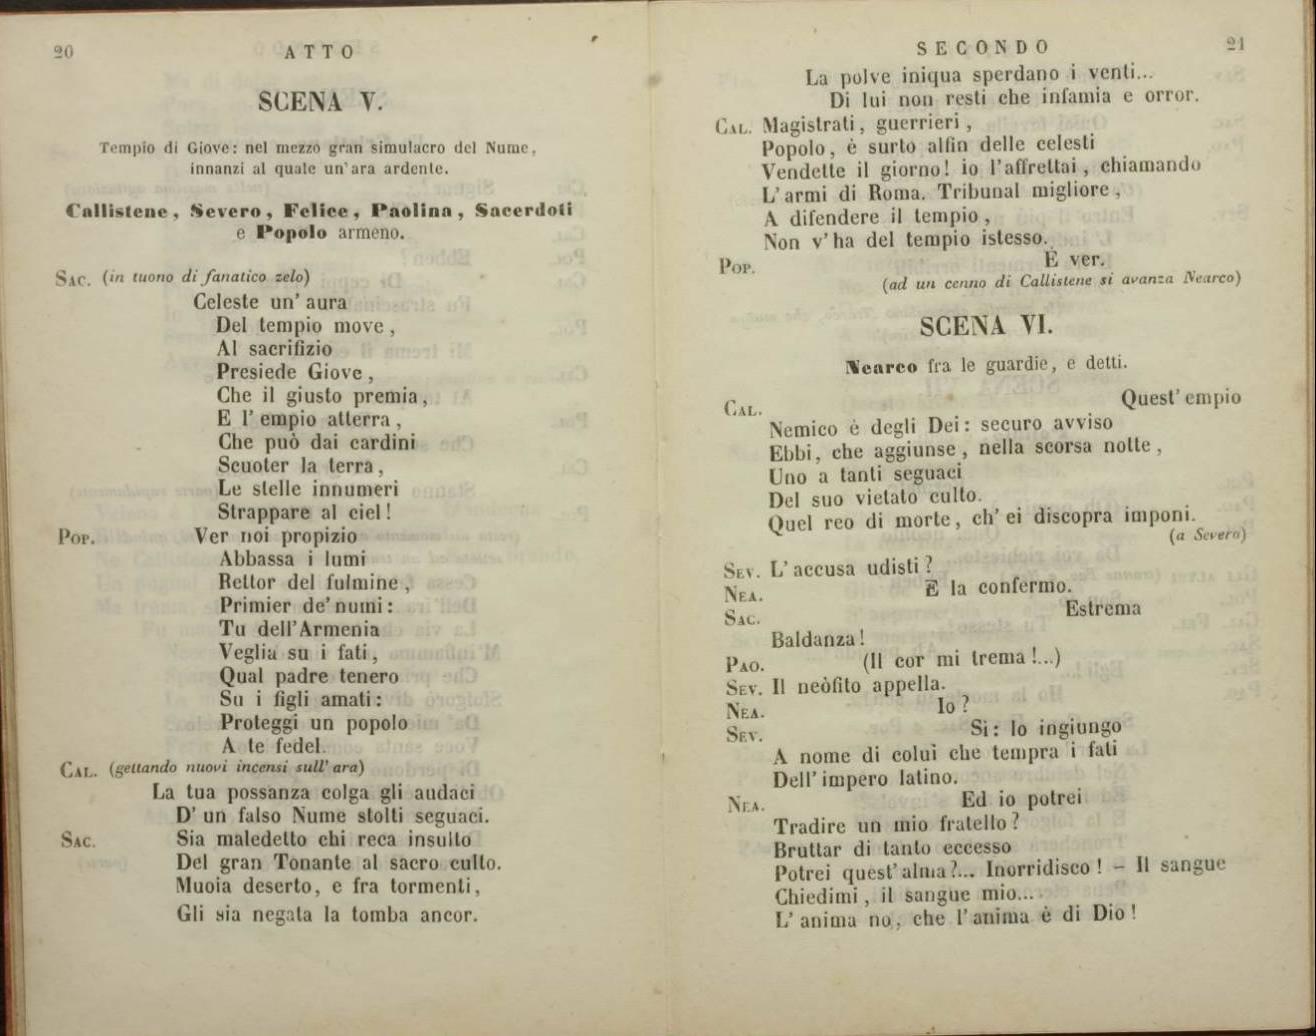 20
ATTO
SCENA V.
Tempio di Giove: nel mezzo gran simulacro del Nume,
innanzi al quale un'ara ardente.
Callistene, Severo, Felice, Paolina, Sacerdoti
e Popolo armeno.
SAC. (in tuono di fanatico zelo)
Celeste un' aura
Del tempio move,
Al sacrifizio
Presiede Giove,
Che il giusto premia,
E l' empio atterra,
Che può dai cardini
Scuoter la terra,
Le stelle innumeri
Strappare al ciel!
POP. Ver noi propizio
Abbassa i lumi
Rettor del fulmine,
Primier de' numi:
Tu dell'Armenia
Veglia su i fati,
Qual padre tenero
Su i figli amati:
Proteggi un popolo
A te fedel.
CAL. (gettando nuovi incensi sull' ara)
La tua possanza colga gli audaci
D' un falso Nume stolti seguaci.
SAC. Sia maledetto chi reca insulto
Del gran Tonante al sacro culto.
Muoia deserto, e fra tormenti,
Gli sia negata la tomba ancor.
SECONDO
21
La polve iniqua sperdano i venti...
Di lui non resti che infamia e orror.
CAL. Magistrati, guerrieri,
Popolo, è surto alfin delle celesti
Vendette il giorno! io l'affrettai, chiamando
L'armi di Roma. Tribunal migliore,
A difendere il tempio,
Non v'ha del tempio istesso.
POP. È ver.
(ad un cenno di Callistene si avanza Nearco)
SCENA VI.
Nearco fra le guardie, e detti.
CAL. Quest' empio
Nemico è degli Dei: securo avviso
Ebbi, che aggiunse, nella scorsa notte,
Uno a tanti seguaci
Del suo vietato culto.
Quel reo di morte, ch' ei discopra imponi.
(a Severo)
SEV. L'accusa udisti?
NEA. E la confermo.
SAC. Estrema
Baldanza!
PAO. (Il cor mi trema!...)
SEV. Il neòfito appella.
NEA. Io?
SEV. Si: lo ingiungo
A nome di colui che tempra i fati
Dell'impero latino.
NEA. Ed io potrei
Tradire un mio fratello?
Bruttar di tanto eccesso
Potrei quest'alma?... Inorridisco! – Il sangue
Chiedimi, il sangue mio....
L'anima no, che l'anima è di Dio!